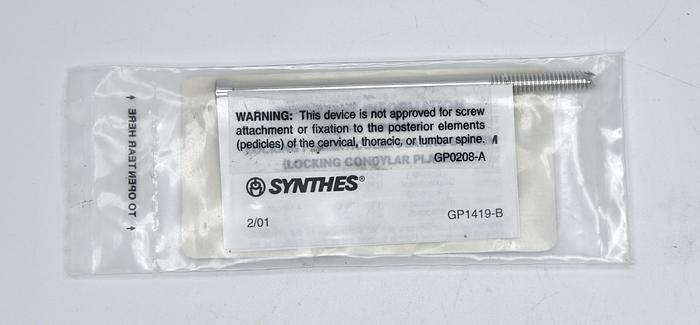 TO OPEN TEAR HERE
WARNING: This device is not approved for screw
attachment or fixation to the posterior elements
(pedicles) of the cervical, thoracic, or lumbar spine.
GP0208-A
(LOCKING CONDYLAR PLA
SYNTHES®
2/01
GP1419-B